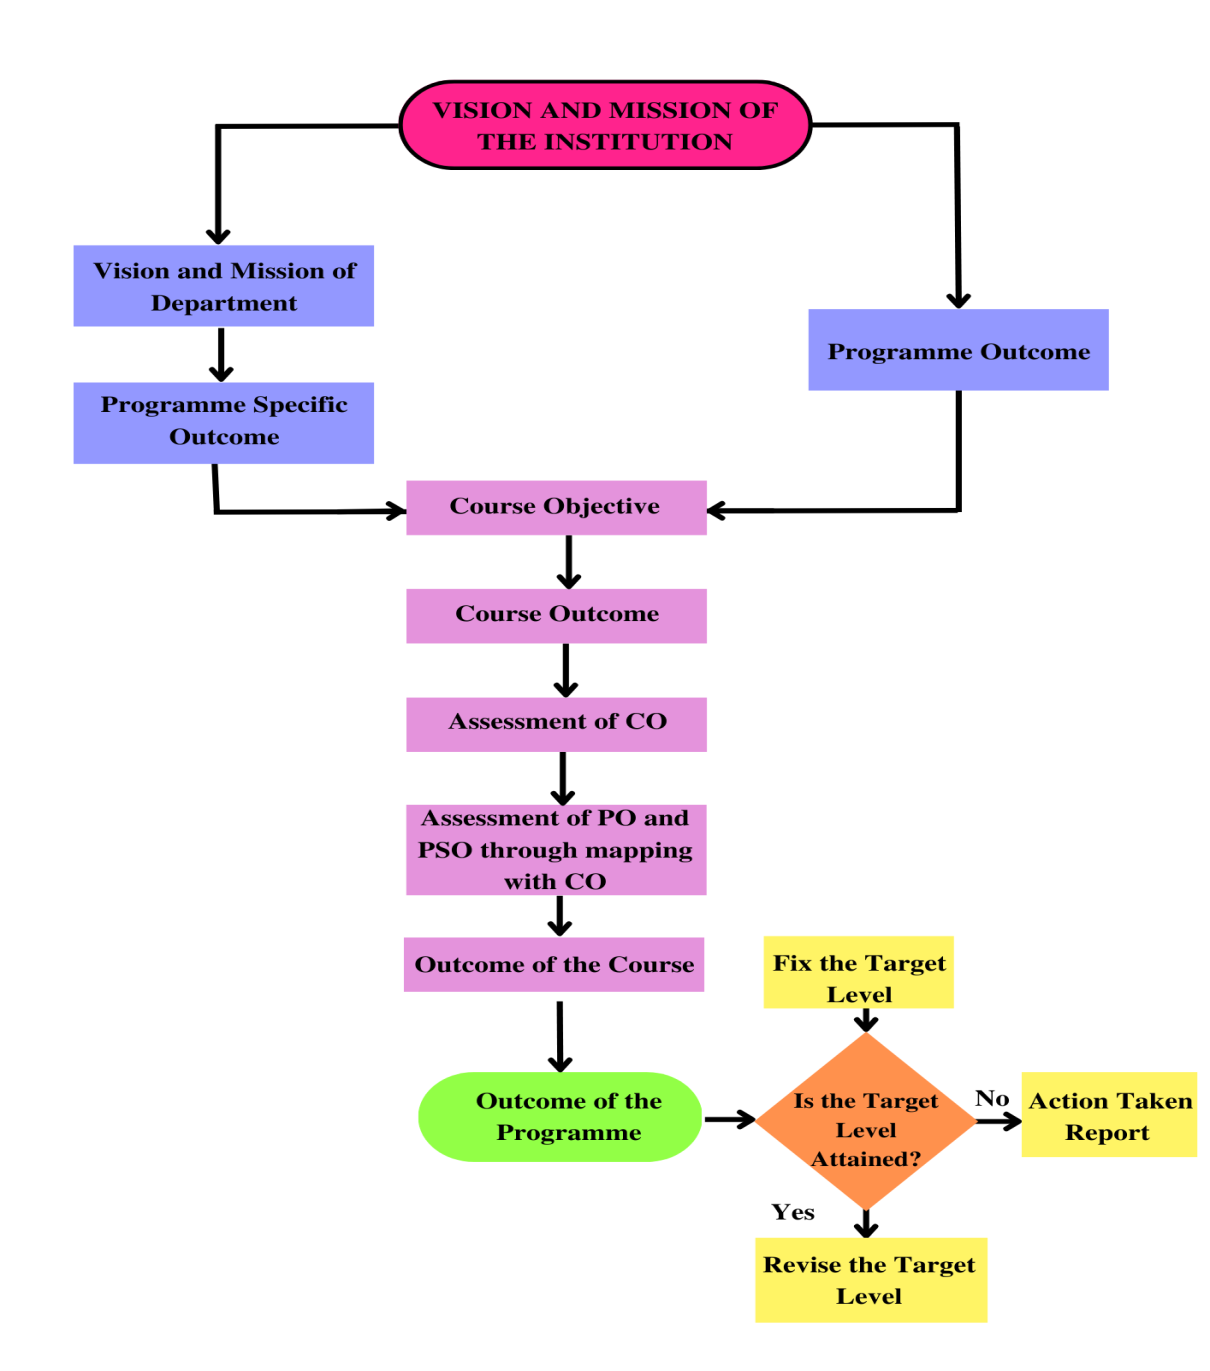 VISION AND MISSION OF
THE INSTITUTION
Vision and Mission of
Department
Programme Outcome
Programme Specific
Outcome
Course Objective
Course Outcome
Assessment of CO
Assessment of PO and
PSO through mapping
with CO
Outcome of the Course
Fix the Target
Level
Outcome of the
Programme
Is the Target
Level
Attained?
No
Action Taken
Report
Yes
Revise the Target
Level